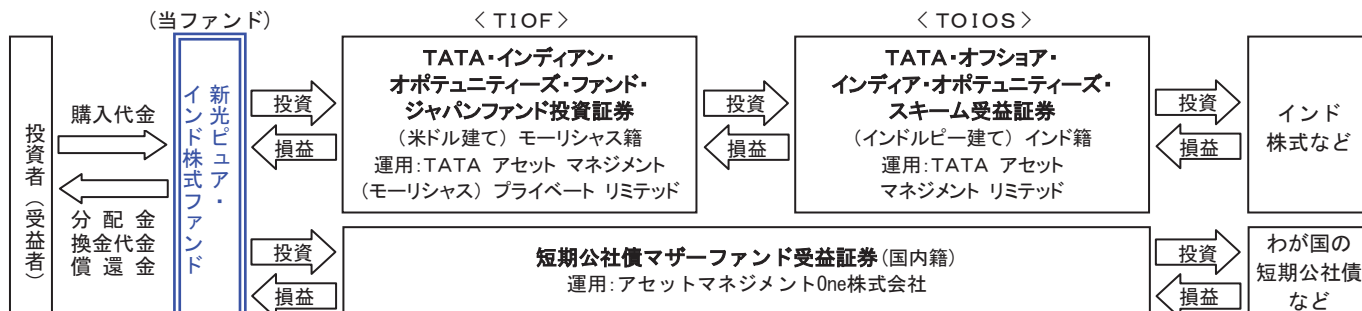 (当ファンド)
<TIOF>
<TOIOS>
投資者(受益者)
購入代金
分配金
換金代金
償還金
新光ピュア・
インド株式ファンド
投資
損益
TATA・インディアン・
オポテュニティーズ・ファンド・
ジャパンファンド投資証券
(米ドル建て) モーリシャス籍
運用:TATA アセット マネジメント
(モーリシャス) プライベート リミテッド
投資
損益
TATA・オフショア・
インディア・オポテュニティーズ・
スキーム受益証券
(インドルピー建て) インド籍
運用:TATA アセット
マネジメント リミテッド
投資
損益
インド
株式など
投資
損益
短期公社債マザーファンド受益証券(国内籍)
運用:アセットマネジメントOne株式会社
投資
損益
わが国の
短期公社債
など